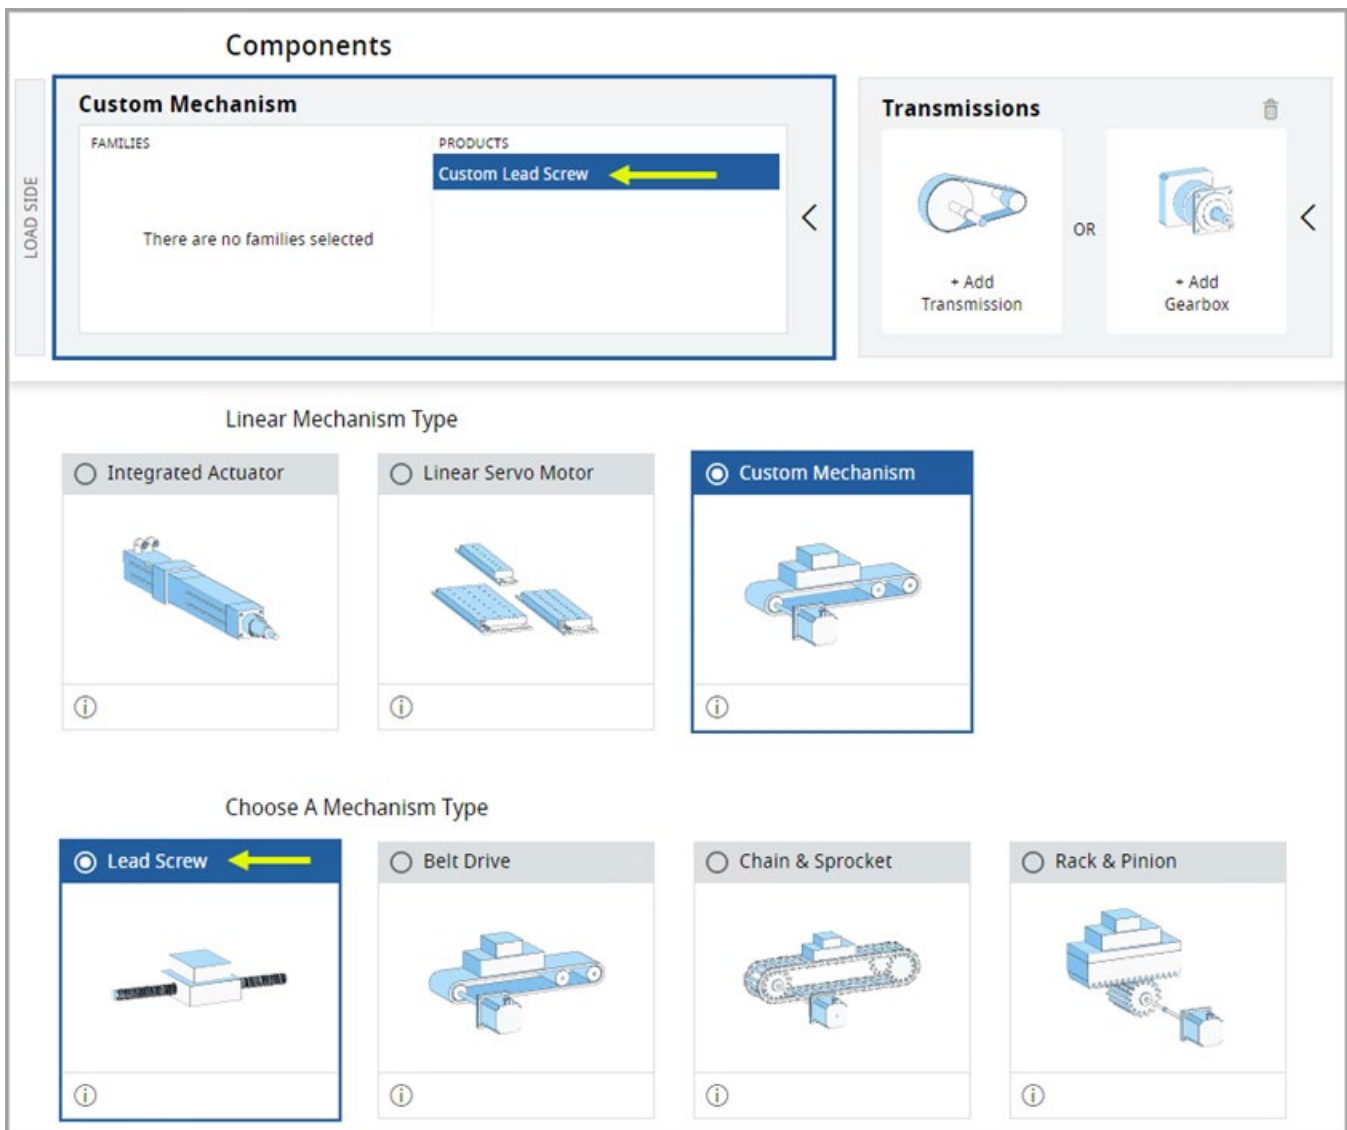 Components
LOAD SIDE
Custom Mechanism
FAMILIES
PRODUCTS
Custom Lead Screw
There are no families selected
Transmissions
+ Add
Transmission
OR
+ Add
Gearbox
Linear Mechanism Type
Integrated Actuator
Linear Servo Motor
Custom Mechanism
Choose A Mechanism Type
Lead Screw
Belt Drive
Chain & Sprocket
Rack & Pinion